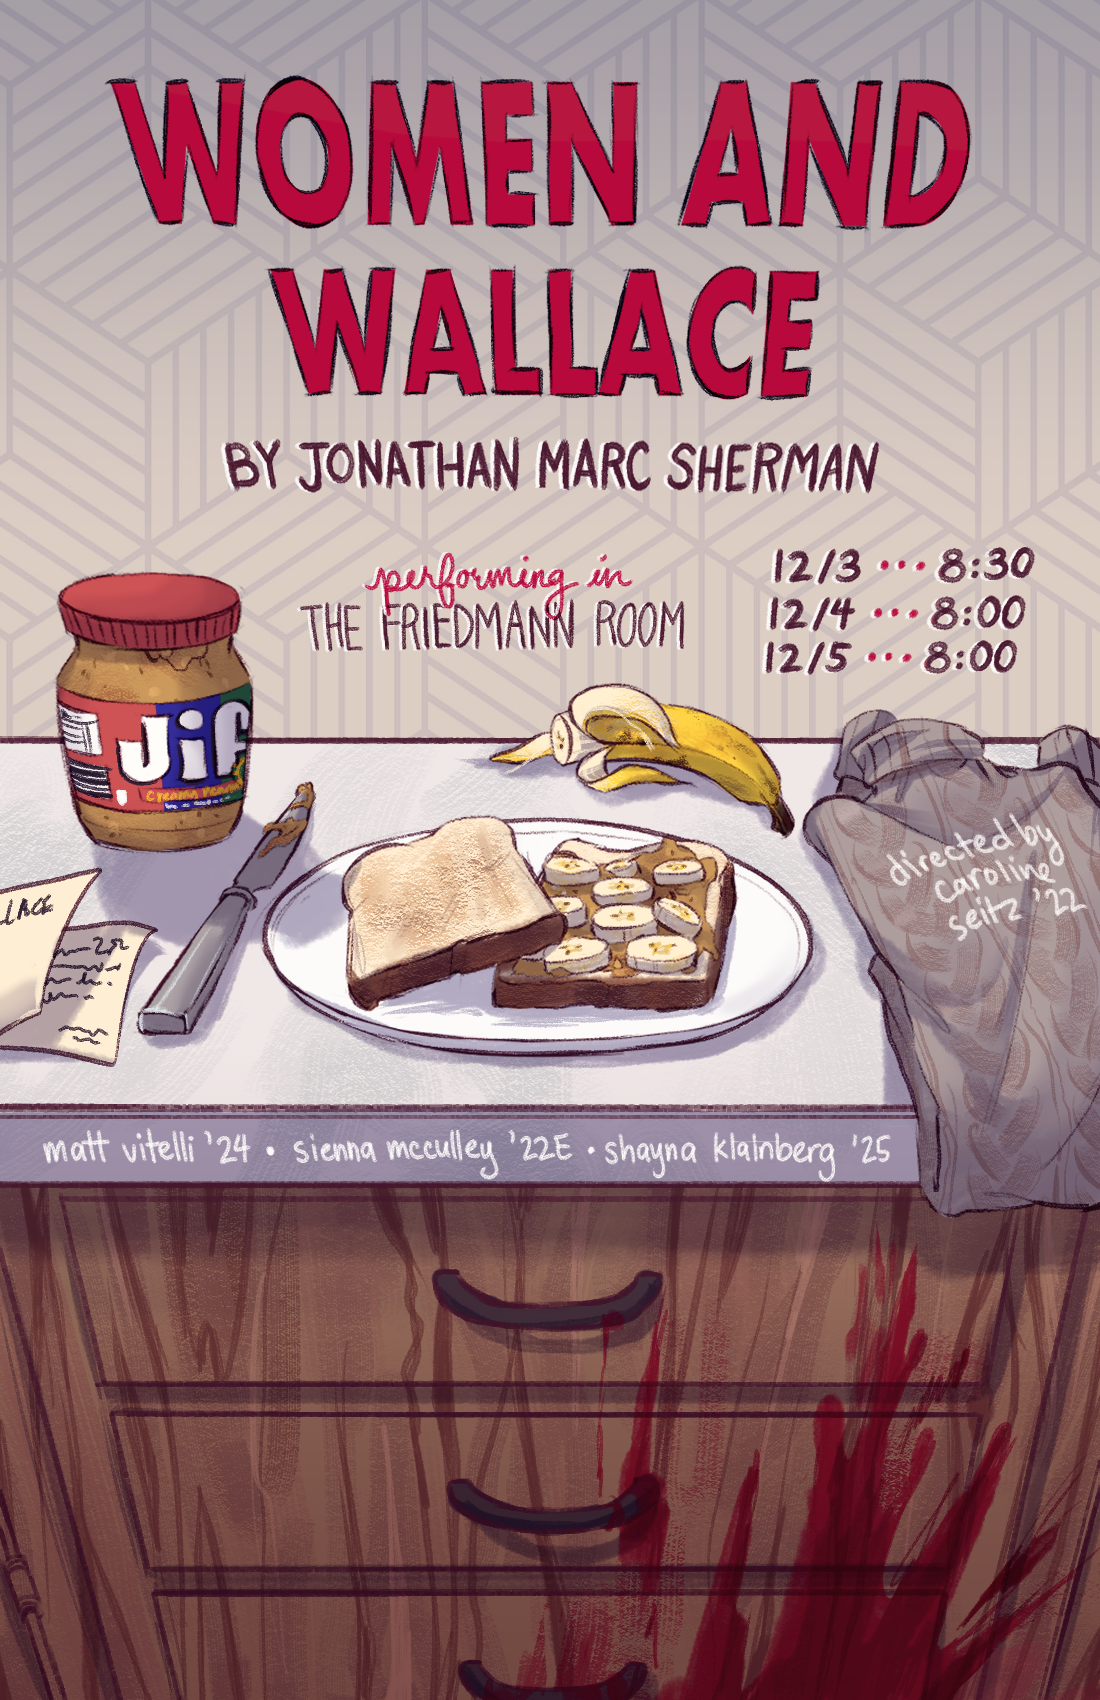 WOMEN AND
WALLACE
BY JONATHAN MARC SHERMAN
performing in
THE FRIEDMANN ROOM
12/3 ••• 8:30
12/4 ••• 8:00
12/5 ••• 8:00
Jif
Creamy
directed by
caroline
seitz '22
LACE
matt vitelli '24 • sienna mcculley '22E • shayna klainberg '25